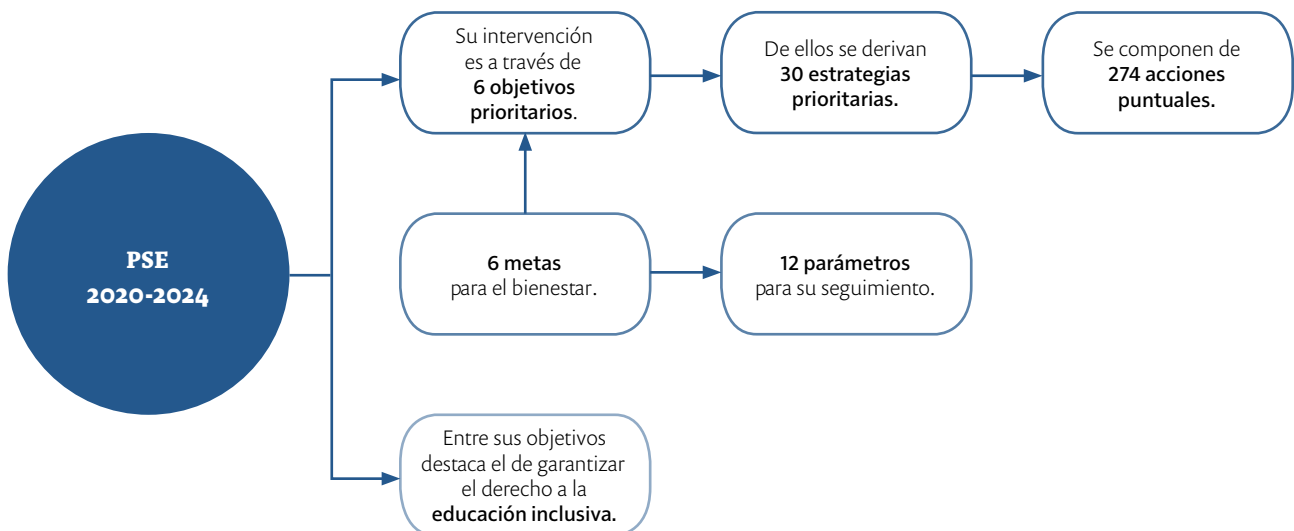 PSE
2020-2024
Su intervención
es a través de
6 objetivos
prioritarios.
De ellos se derivan
30 estrategias
prioritarias.
Se componen de
274 acciones
puntuales.
6 metas
para el bienestar.
12 parámetros
para su seguimiento.
Entre sus objetivos
destaca el de garantizar
el derecho a la
educación inclusiva.